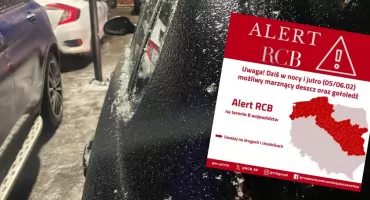 ALERT
RCB
Uwaga! Dziś w nocy i jutro (05/06.02)
możliwy marznący deszcz oraz gołoledź
Alert RCB
na terenie 8 województw
Uważaj na drogach i chodnikach